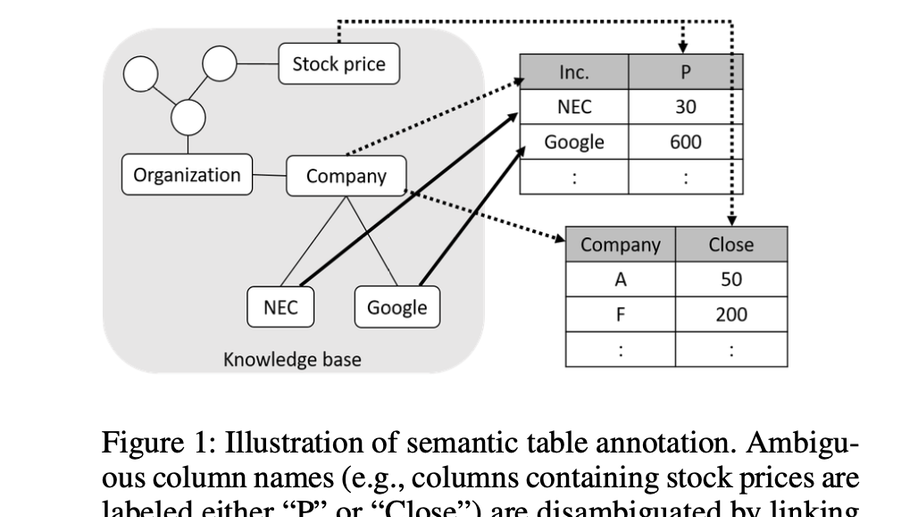 Stock price
Organization
Company
NEC
Google
Knowledge base
Inc. P
NEC 30
Google 600
: :
Company Close
A 50
F 200
: :
Figure 1: Illustration of semantic table annotation. Ambigu-
ous column names (e.g., columns containing stock prices are
labeled either “P” or “Close”) are disambiguated by linking